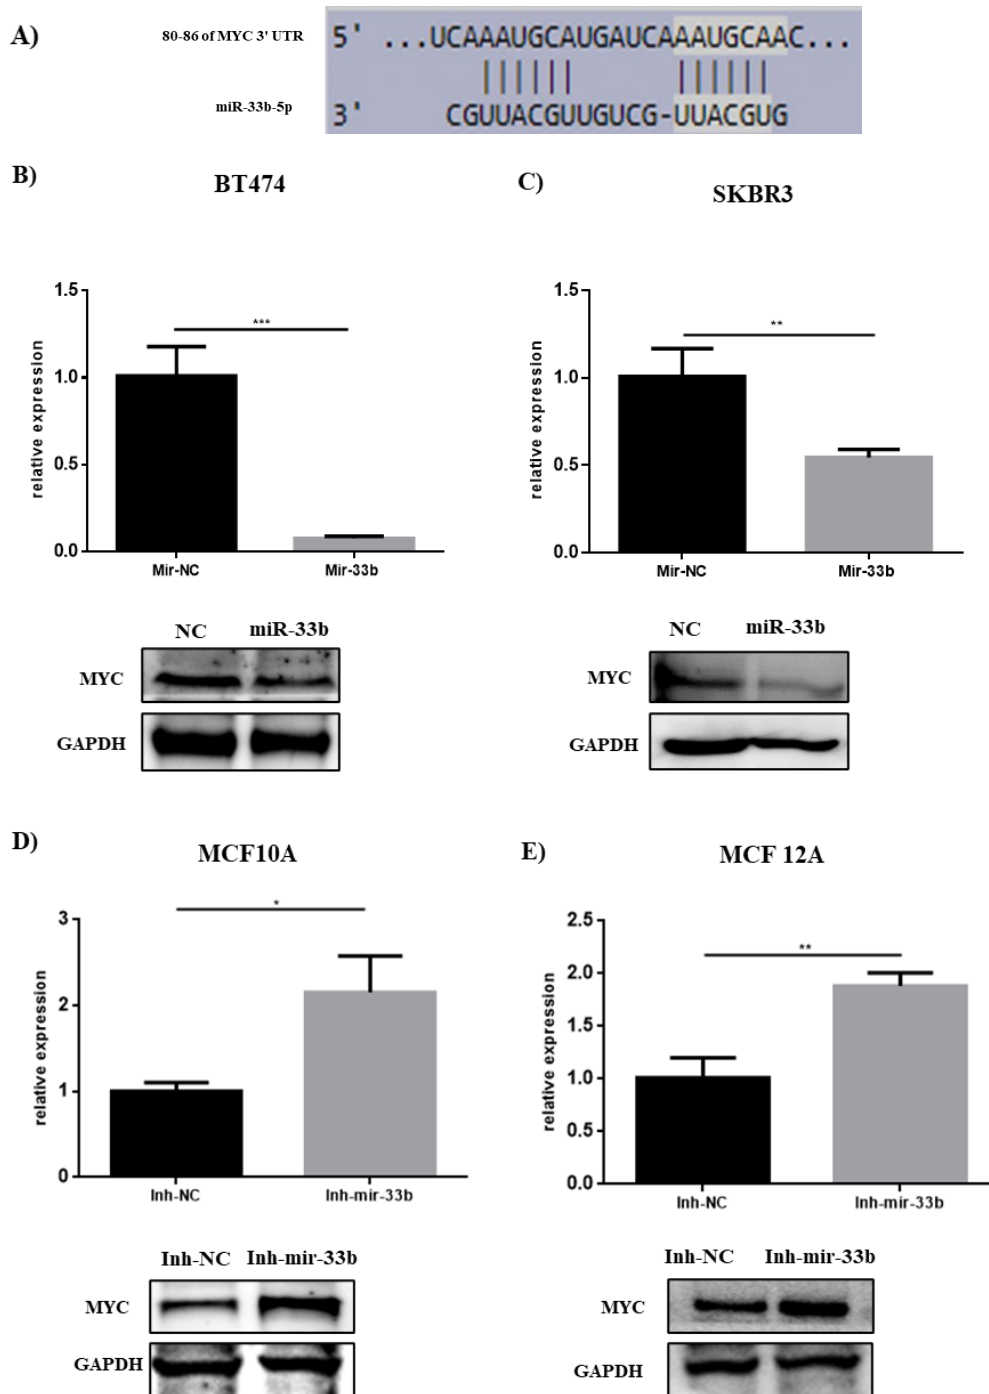 A)
80-86 of MYC 3' UTR
5' ...UCAAAUGCAUGAUCAAAUGCAAC...
miR-33b-5p
3' CGUUACGUUGUCG-UUACGUG
B)
BT474
relative expression
1.5
1.0
0.5
0.0
***
Mir-NC
Mir-33b
NC miR-33b
MYC
GAPDH
C)
SKBR3
relative expression
1.5
1.0
0.5
0.0
**
Mir-NC
Mir-33b
NC miR-33b
MYC
GAPDH
D)
MCF10A
relative expression
3
2
1
0
*
Inh-NC
Inh-mir-33b
Inh-NC Inh-mir-33b
MYC
GAPDH
E)
MCF 12A
relative expression
2.5
2.0
1.5
1.0
0.5
0.0
**
Inh-NC
Inh-mir-33b
Inh-NC Inh-mir-33b
MYC
GAPDH